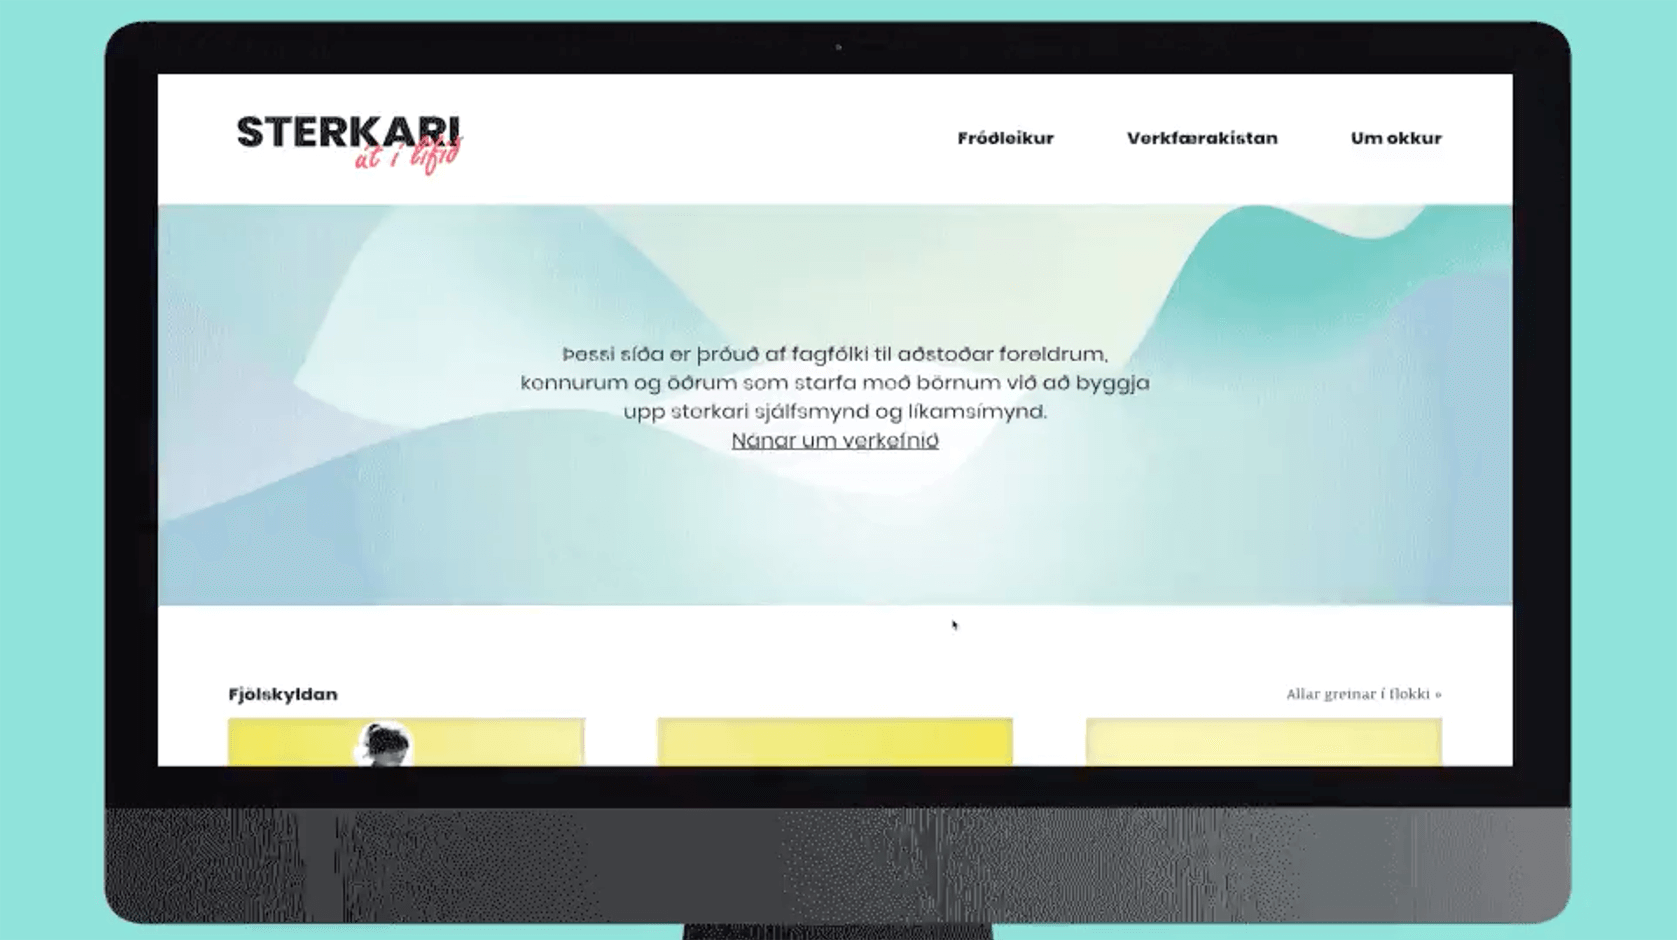 STERKARI
út í lífið
Fróðleikur
Verkfærakistan
Um okkur
Þessi síða er þróuð af fagfólki til aðstoðar foreldrum,
kennurum og öðrum sem starfa með börnum við að byggja
upp sterkari sjálfsmynd og líkamsímynd.
Nánar um verkefnið
Fjölskyldan
Allar greinar í flokki »